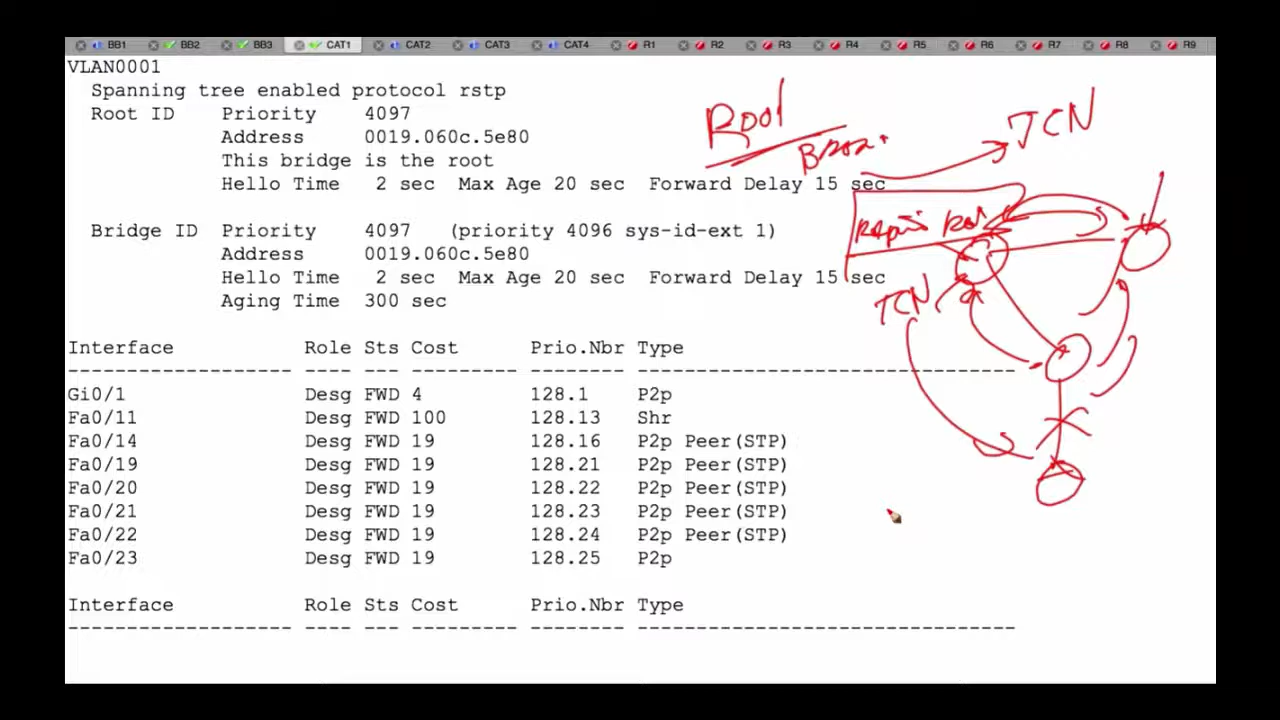 BB1 BB2 BB3 CAT1 CAT2 CAT3 CAT4 R1 R2 R3 R4 R5 R6 R7 R8 R9
VLAN0001
Spanning tree enabled protocol rstp
Root ID Priority 4097
Address 0019.060c.5e80
This bridge is the root
Hello Time 2 sec Max Age 20 sec Forward Delay 15 sec
Bridge ID Priority 4097 (priority 4096 sys-id-ext 1)
Address 0019.060c.5e80
Hello Time 2 sec Max Age 20 sec Forward Delay 15 sec
Aging Time 300 sec
Interface Role Sts Cost Prio.Nbr Type
------------------- ---- --- --------- -------- --------------------------------
Gi0/1 Desg FWD 4 128.1 P2p
Fa0/11 Desg FWD 100 128.13 Shr
Fa0/14 Desg FWD 19 128.16 P2p Peer(STP)
Fa0/19 Desg FWD 19 128.21 P2p Peer(STP)
Fa0/20 Desg FWD 19 128.22 P2p Peer(STP)
Fa0/21 Desg FWD 19 128.23 P2p Peer(STP)
Fa0/22 Desg FWD 19 128.24 P2p Peer(STP)
Fa0/23 Desg FWD 19 128.25 P2p
Interface Role Sts Cost Prio.Nbr Type
------------------- ---- --- --------- -------- --------------------------------
Root
TCN
TCN